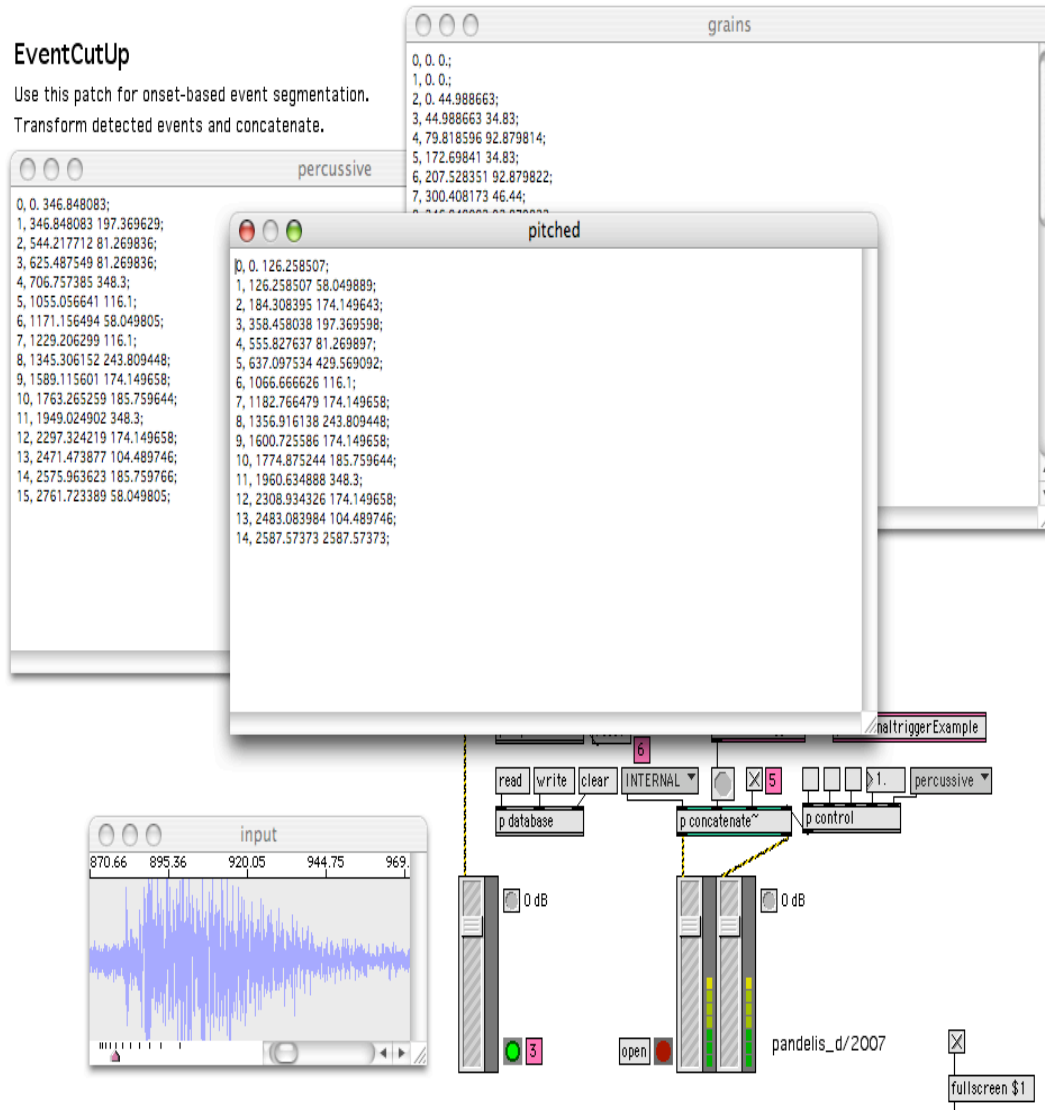 EventCutUp
Use this patch for onset-based event segmentation.
Transform detected events and concatenate.
grains
0, 0. 0.;
1, 0. 0.;
2, 0. 44.988663;
3, 44.988663 34.83;
4, 79.818596 92.879814;
5, 172.69841 34.83;
6, 207.528351 92.879822;
7, 300.408173 46.44;
percussive
0, 0. 346.848083;
1, 346.848083 197.369629;
2, 544.217712 81.269836;
3, 625.487549 81.269836;
4, 706.757385 348.3;
5, 1055.056641 116.1;
6, 1171.156494 58.049805;
7, 1229.206299 116.1;
8, 1345.306152 243.809448;
9, 1589.115601 174.149658;
10, 1763.265259 185.759644;
11, 1949.024902 348.3;
12, 2297.324219 174.149658;
13, 2471.473877 104.489746;
14, 2575.963623 185.759766;
15, 2761.723389 58.049805;
pitched
0, 0. 126.258507;
1, 126.258507 58.049889;
2, 184.308395 174.149643;
3, 358.458038 197.369598;
4, 555.827637 81.269897;
5, 637.097534 429.569092;
6, 1066.666626 116.1;
7, 1182.766479 174.149658;
8, 1356.916138 243.809448;
9, 1600.725586 174.149658;
10, 1774.875244 185.759644;
11, 1960.634888 348.3;
12, 2308.934326 174.149658;
13, 2483.083984 104.489746;
14, 2587.57373 2587.57373;
naltriggerExample
6
read write clear INTERNAL 5 1. percussive
p database p concatenate~ p control
input
870.66 895.36 920.05 944.75 969.
0 dB 0 dB
3 open
pandelis_d/2007
fullscreen $1